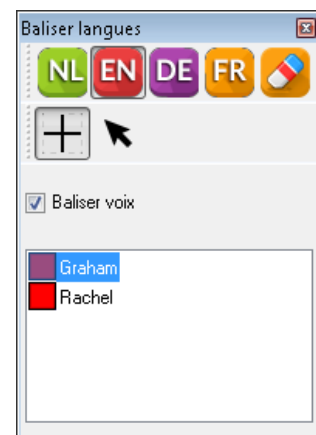 Baliser langues
NL EN DE FR
Baliser voix
Graham
Rachel